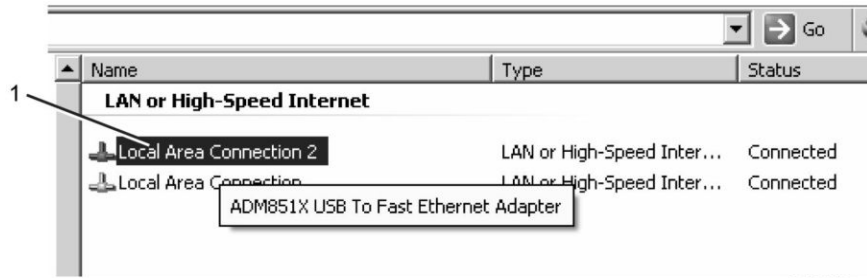 Go
Name Type Status
1
LAN or High-Speed Internet
Local Area Connection 2 LAN or High-Speed Inter... Connected
Local Area Connection LAN or High-Speed Inter... Connected
ADM851X USB To Fast Ethernet Adapter